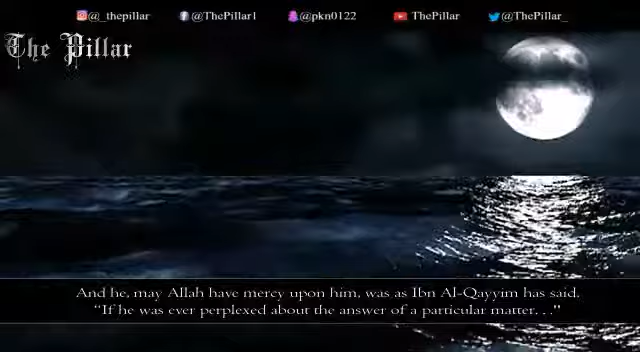 @_thepillar @ThePillar1 @pkn0122 ThePillar @ThePillar_
The Pillar
And he, may Allah have mercy upon him, was as Ibn Al-Qayyim has said.
"If he was ever perplexed about the answer of a particular matter. . ."